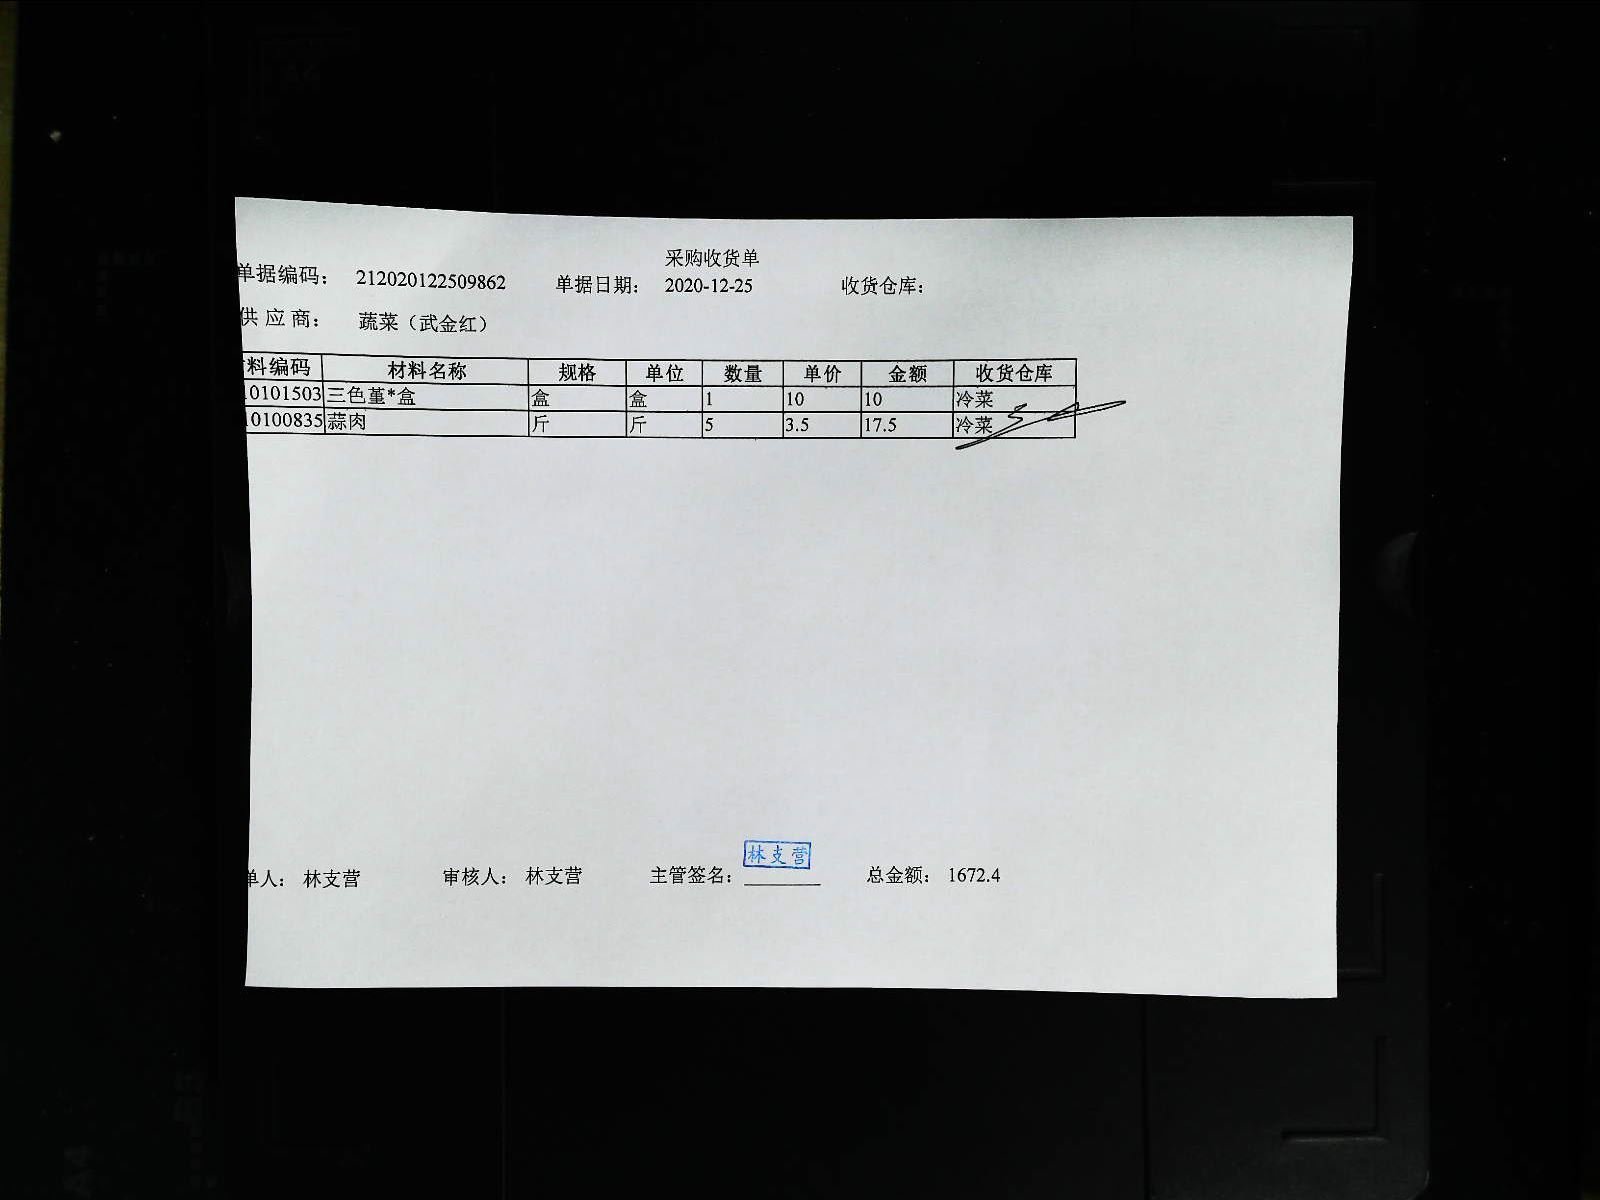 采购收货单
单据编码： 212020122509862 单据日期： 2020-12-25 收货仓库：
供应商： 蔬菜（武金红）
料编码 材料名称 规格 单位 数量 单价 金额 收货仓库
10101503 三色堇*盒 盒 盒 1 10 10 冷菜
10100835 蒜肉 斤 斤 5 3.5 17.5 冷菜
林支营
单人： 林支营 审核人： 林支营 主管签名： 总金额： 1672.4